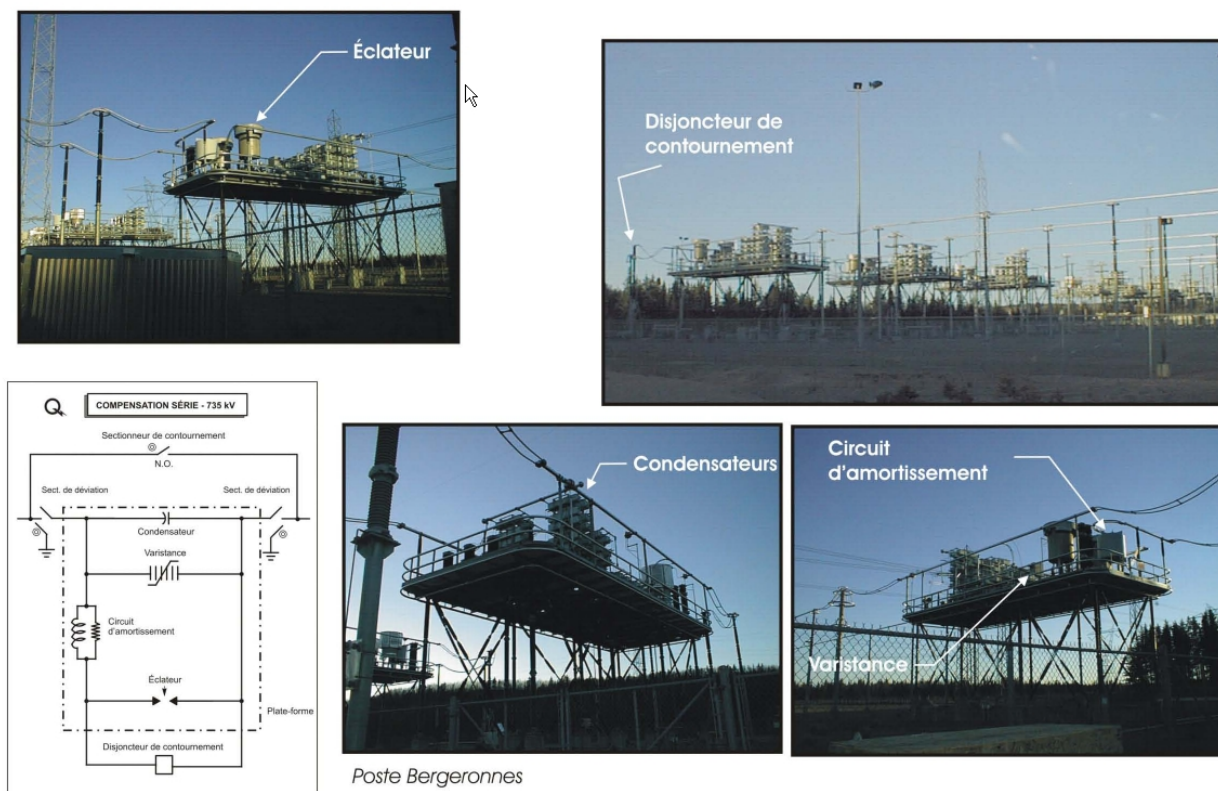 Éclateur
Disjoncteur de
contournement
COMPENSATION SÉRIE - 735 kV
Sectionneur de contournement
N.O.
Sect. de déviation
Sect. de déviation
Condensateur
Varistance
Circuit
d'amortissement
Éclateur
Plate-forme
Disjoncteur de contournement
Condensateurs
Circuit
d'amortissement
Varistance
Poste Bergeronnes